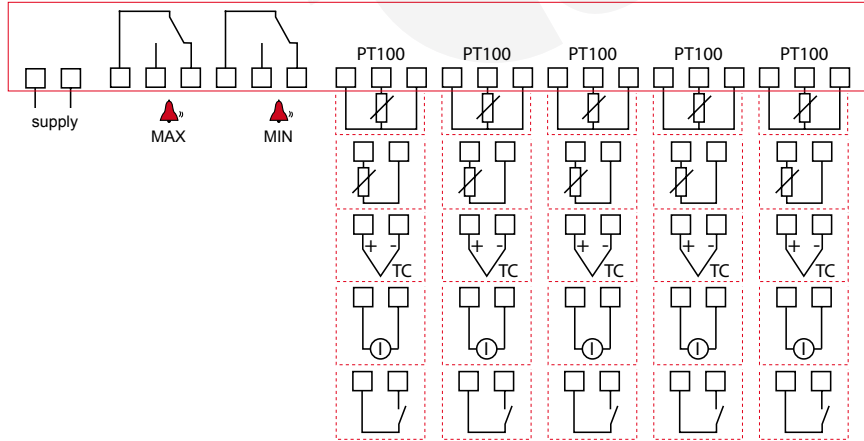 PT100 PT100 PT100 PT100 PT100
supply
MAX MIN
+ - + - + - + - + -
TC TC TC TC TC
I I I I I